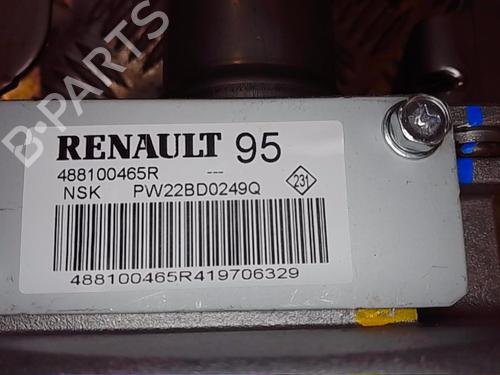 B-PARTS
RENAULT 95
488100465R ---
NSK PW22BD0249Q 231
488100465R419706329